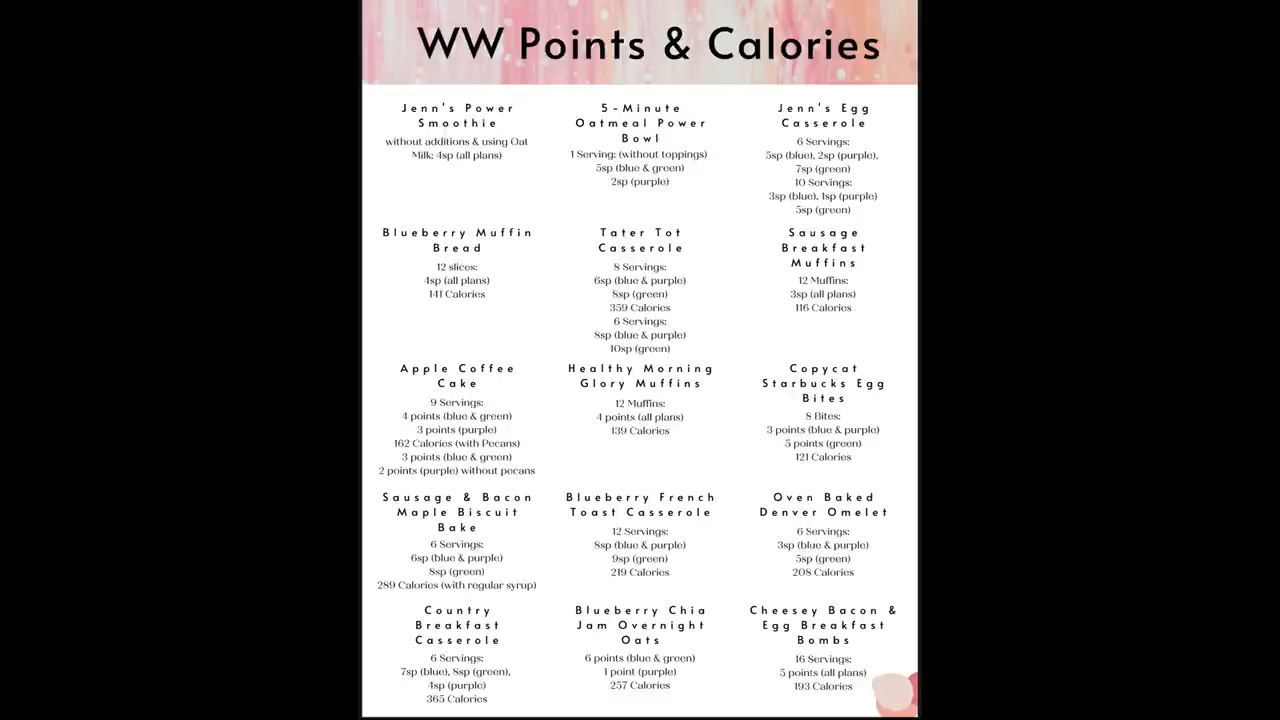 WW Points & Calories
Jenn's Power
Smoothie
without additions & using Oat
Milk: 4sp (all plans)
5-Minute
Oatmeal Power
Bowl
1 Serving: (without toppings)
5sp (blue & green)
2sp (purple)
Jenn's Egg
Casserole
6 Servings:
5sp (blue), 2sp (purple),
7sp (green)
10 Servings:
3sp (blue), 1sp (purple)
5sp (green)
Blueberry Muffin
Bread
12 slices:
4sp (all plans)
141 Calories
Tater Tot
Casserole
8 Servings:
6sp (blue & purple)
8sp (green)
359 Calories
6 Servings:
8sp (blue & purple)
10sp (green)
Sausage
Breakfast
Muffins
12 Muffins:
3sp (all plans)
116 Calories
Apple Coffee
Cake
9 Servings:
4 points (blue & green)
3 points (purple)
162 Calories (with Pecans)
3 points (blue & green)
2 points (purple) without pecans
Healthy Morning
Glory Muffins
12 Muffins:
4 points (all plans)
139 Calories
Copycat
Starbucks Egg
Bites
8 Bites:
3 points (blue & purple)
5 points (green)
121 Calories
Sausage & Bacon
Maple Biscuit
Bake
6 Servings:
6sp (blue & purple)
8sp (green)
289 Calories (with regular syrup)
Blueberry French
Toast Casserole
12 Servings:
8sp (blue & purple)
9sp (green)
219 Calories
Oven Baked
Denver Omelet
6 Servings:
3sp (blue & purple)
5sp (green)
208 Calories
Country
Breakfast
Casserole
6 Servings:
7sp (blue), 8sp (green),
4sp (purple)
365 Calories
Blueberry Chia
Jam Overnight
Oats
6 points (blue & green)
1 point (purple)
257 Calories
Cheesey Bacon &
Egg Breakfast
Bombs
16 Servings:
5 points (all plans)
193 Calories